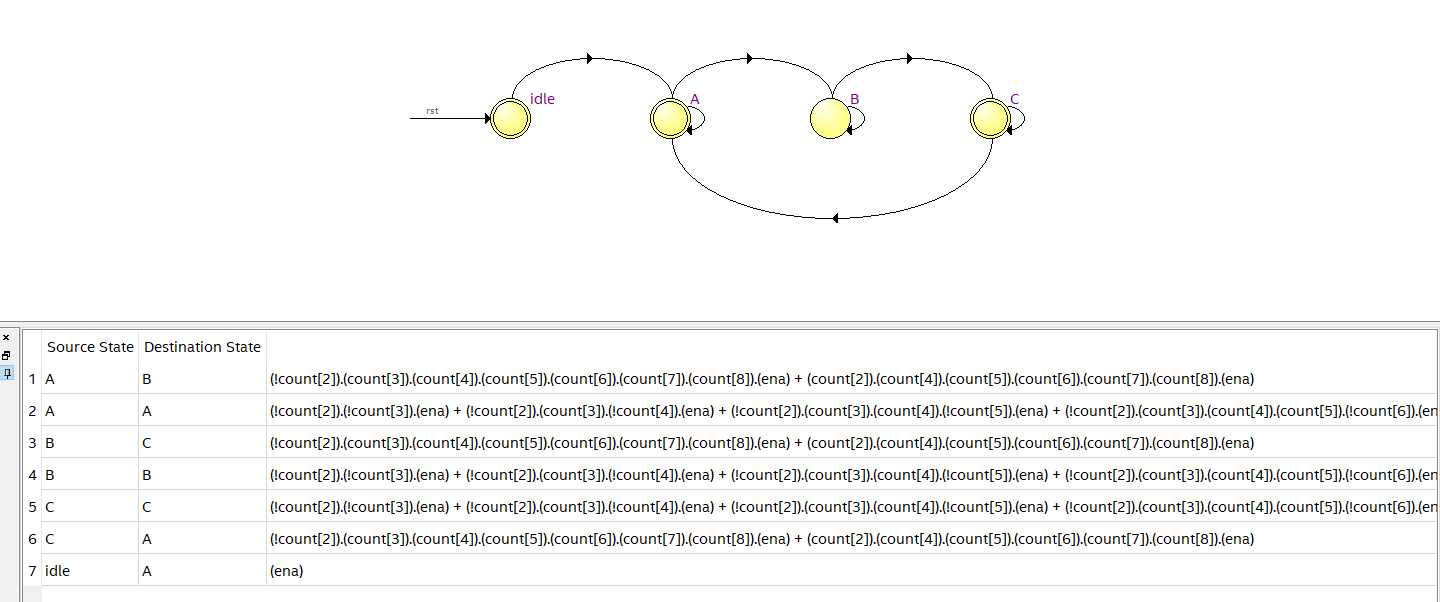 rst
idle
A
B
C
Source State Destination State
1 A B (!count[2]).(count[3]).(count[4]).(count[5]).(count[6]).(count[7]).(count[8]).(ena) + (count[2]).(count[4]).(count[5]).(count[6]).(count[7]).(count[8]).(ena)
2 A A (!count[2]).(!count[3]).(ena) + (!count[2]).(count[3]).(!count[4]).(ena) + (!count[2]).(count[3]).(count[4]).(!count[5]).(ena) + (!count[2]).(count[3]).(count[4]).(count[5]).(!count[6]).(en
3 B C (!count[2]).(count[3]).(count[4]).(count[5]).(count[6]).(count[7]).(count[8]).(ena) + (count[2]).(count[4]).(count[5]).(count[6]).(count[7]).(count[8]).(ena)
4 B B (!count[2]).(!count[3]).(ena) + (!count[2]).(count[3]).(!count[4]).(ena) + (!count[2]).(count[3]).(count[4]).(!count[5]).(ena) + (!count[2]).(count[3]).(count[4]).(count[5]).(!count[6]).(en
5 C C (!count[2]).(!count[3]).(ena) + (!count[2]).(count[3]).(!count[4]).(ena) + (!count[2]).(count[3]).(count[4]).(!count[5]).(ena) + (!count[2]).(count[3]).(count[4]).(count[5]).(!count[6]).(en
6 C A (!count[2]).(count[3]).(count[4]).(count[5]).(count[6]).(count[7]).(count[8]).(ena) + (count[2]).(count[4]).(count[5]).(count[6]).(count[7]).(count[8]).(ena)
7 idle A (ena)